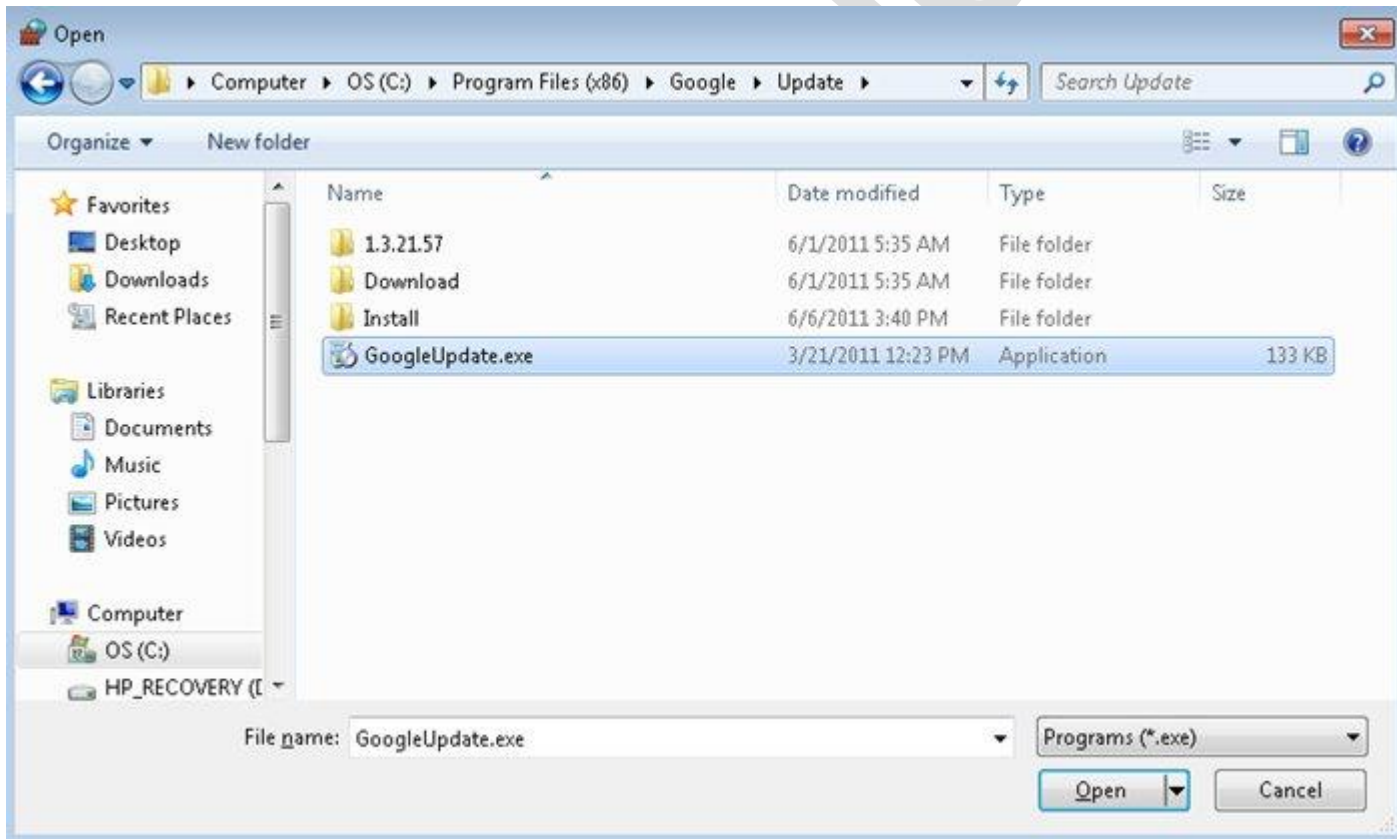 Open
Computer OS (C:) Program Files (x86) Google Update Search Update
Organize New folder
Name Date modified Type Size
Favorites
Desktop
Downloads
Recent Places
Libraries
Documents
Music
Pictures
Videos
Computer
OS (C:)
HP_RECOVERY (
1.3.21.57 6/1/2011 5:35 AM File folder
Download 6/1/2011 5:35 AM File folder
Install 6/6/2011 3:40 PM File folder
GoogleUpdate.exe 3/21/2011 12:23 PM Application 133 KB
File name: GoogleUpdate.exe Programs (*.exe)
Open Cancel